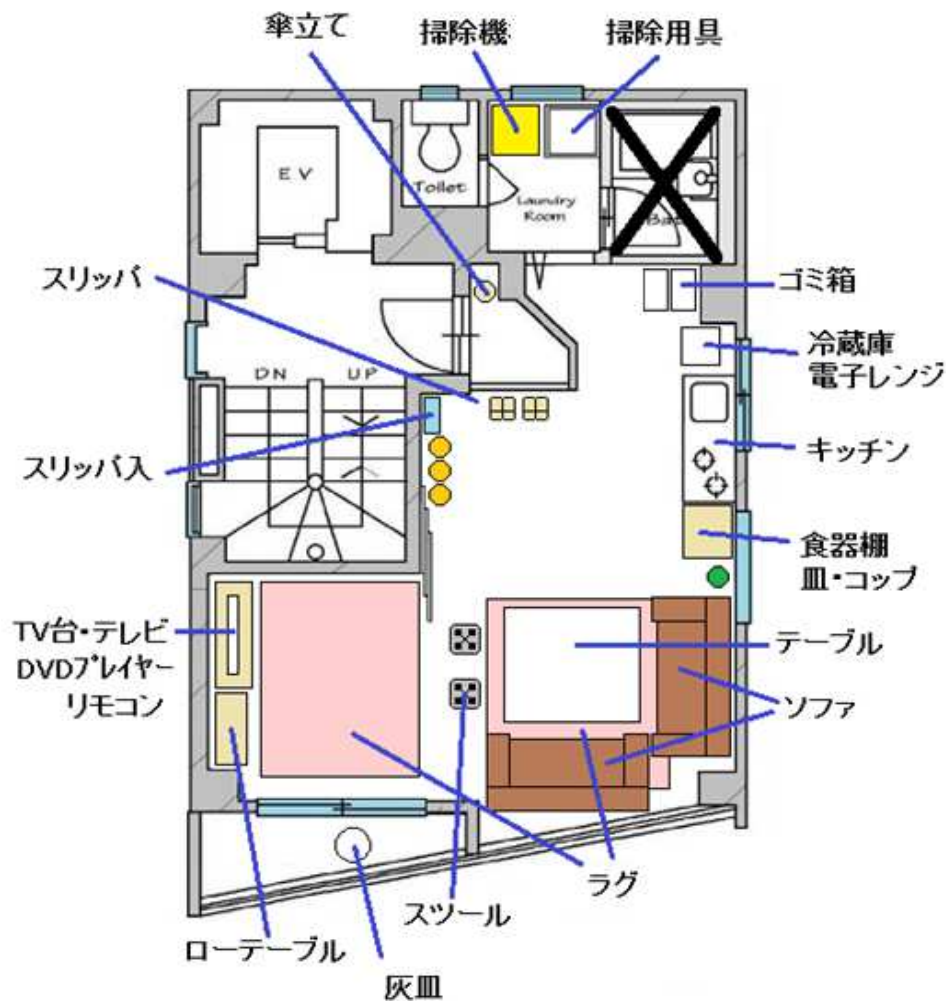 傘立て
掃除機
掃除用具
EV
Toilet
Laundry
Room
Bat
スリッパ
ゴミ箱
冷蔵庫
電子レンジ
DN
UP
スリッパ入
キッチン
食器棚
皿・コップ
TV台・テレビ
DVDプレイヤー
リモコン
テーブル
ソファ
ラグ
スツール
ローテーブル
灰皿